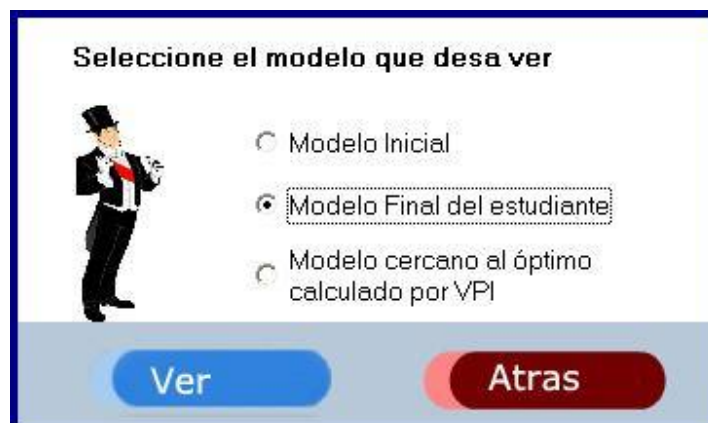 Seleccione el modelo que desa ver
Modelo Inicial
Modelo Final del estudiante
Modelo cercano al óptimo
calculado por VPI
Ver
Atras